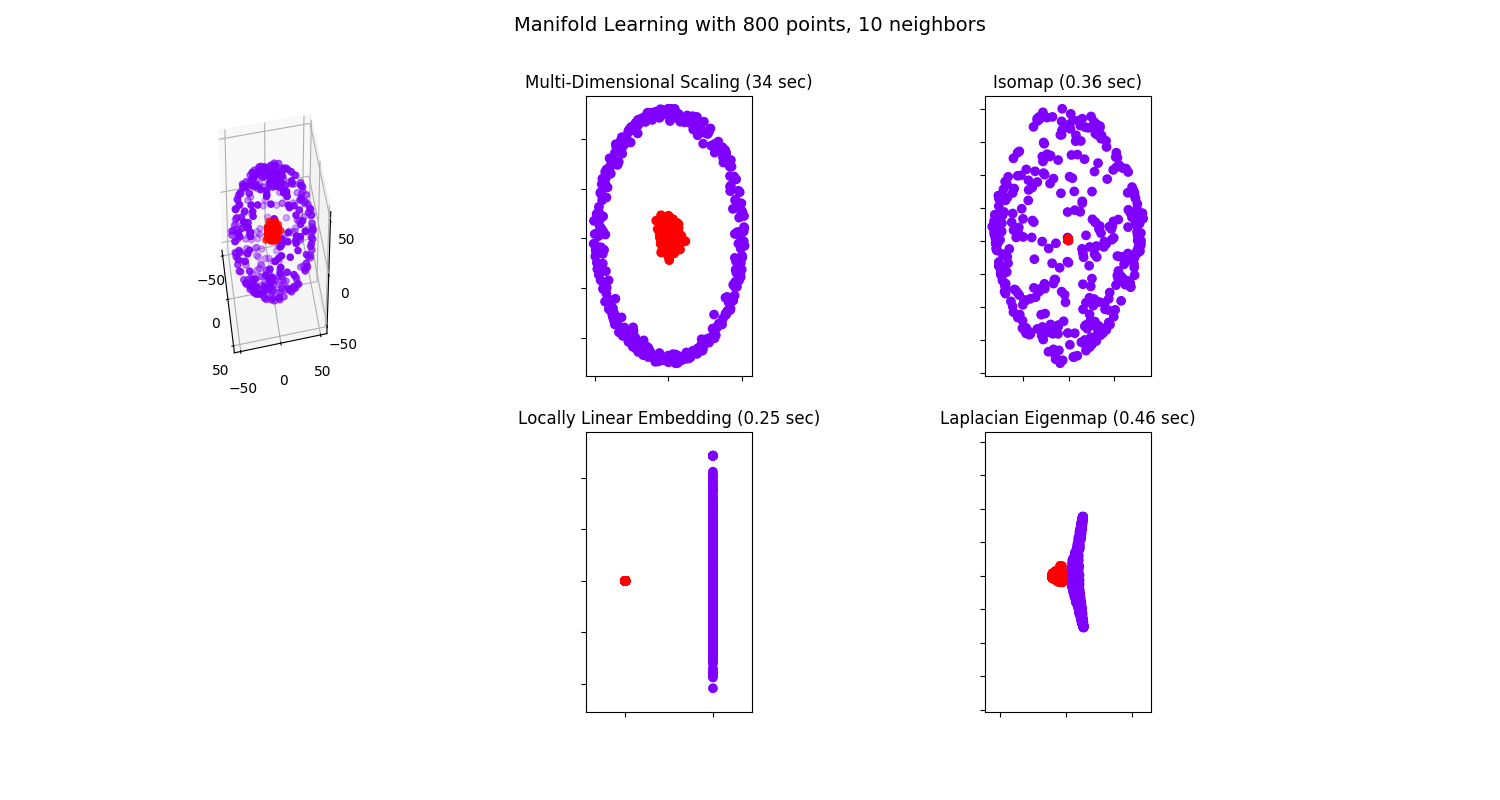 Manifold Learning with 800 points, 10 neighbors
Multi-Dimensional Scaling (34 sec)
Isomap (0.36 sec)
50
−50
0
0
50
−50
−50
0
50
Locally Linear Embedding (0.25 sec)
Laplacian Eigenmap (0.46 sec)